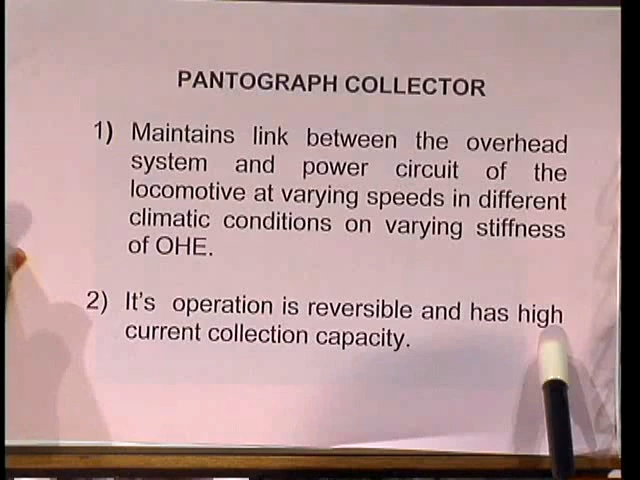 PANTOGRAPH COLLECTOR
1) Maintains link between the overhead
system and power circuit of the
locomotive at varying speeds in different
climatic conditions on varying stiffness
of OHE.
2) It's operation is reversible and has high
current collection capacity.